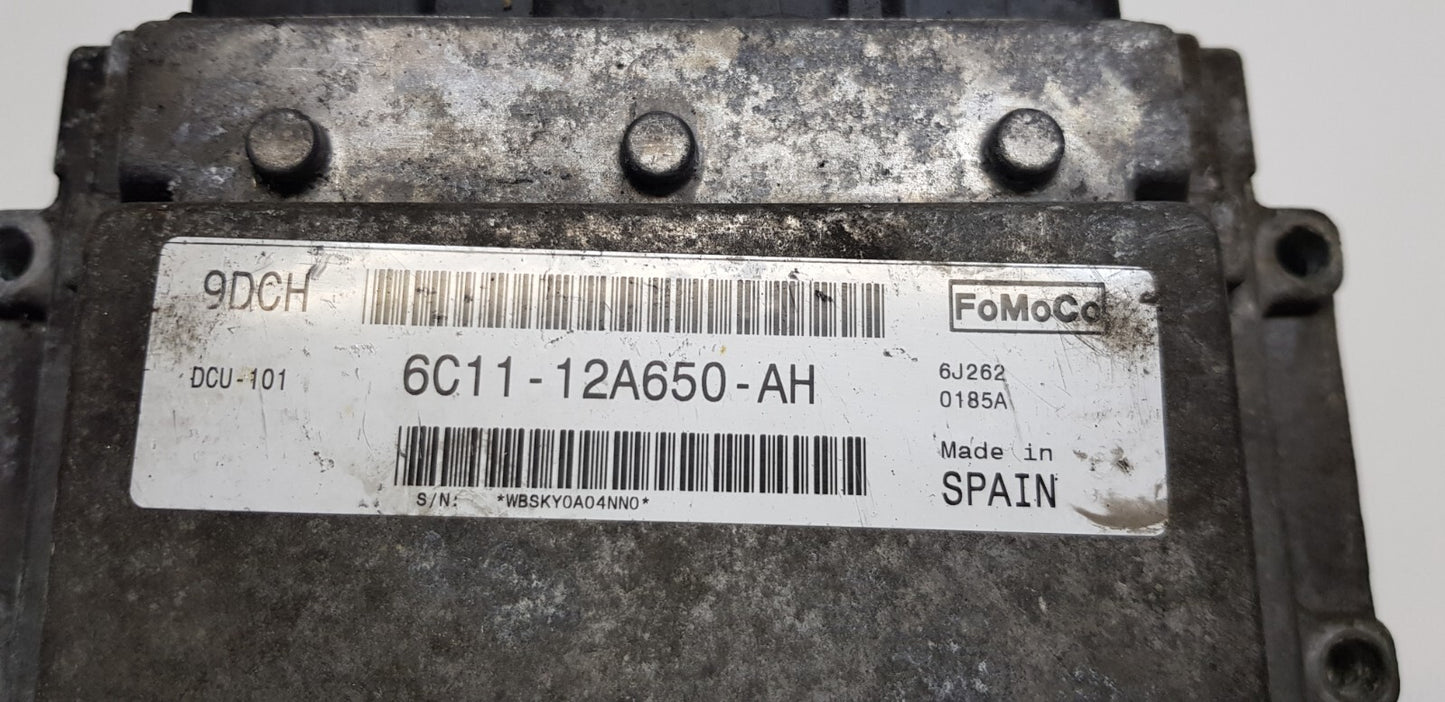 9DCH
FoMoCo
DCU-101
6C11-12A650-AH
6J262
0185A
Made in
SPAIN
S/N: *WBSKY0A04NN0*